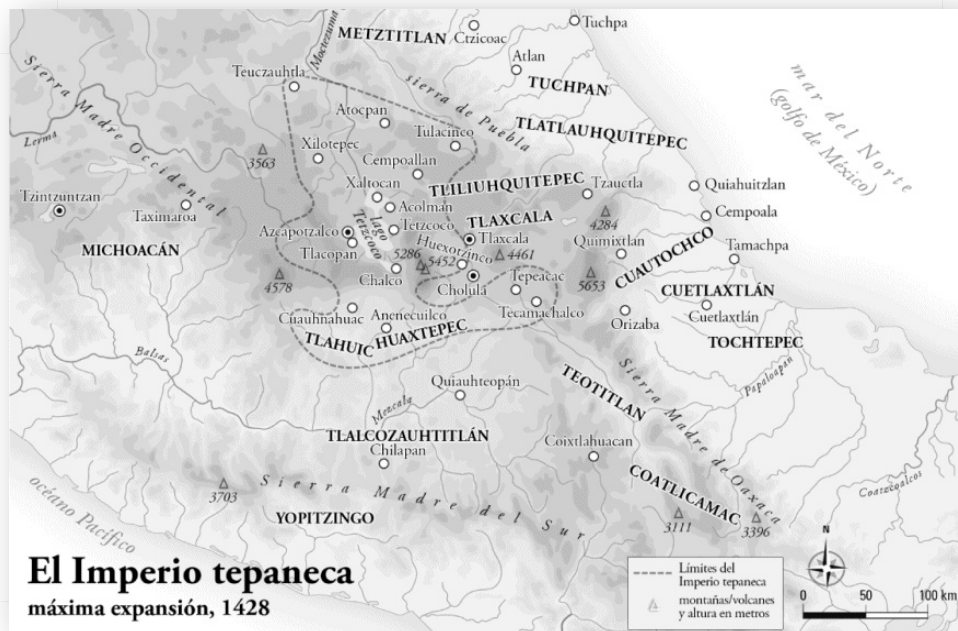 METZTITLAN
Moctezuma
Ctzicoac
Tuchpa
Atlan
TUCHPAN
TLATLAUHQUITEPEC
mar del Norte
(golfo de México)
Teuczauhtla
Sierra Madre Occidental
sierra de Puebla
Atocpan
Tulacinco
Lerma
3563
Xilotepec
Cempoallan
TLILIUHQUITEPEC
Tzauctla
Quiahuitzlan
Tzintzuntzan
Taximaroa
Xaltocan
Acolman
lago
Tetzcoco
Tetzcoco
TLAXCALA
Tlaxcala
4284
Cempoala
MICHOACÁN
Azcapotzalco
Tlacopan
Huexotzinco
5286
5452
4461
Quimixtlan
CUAUTOCHCO
Tamachpa
4578
Chalco
Cholula
Tepeacac
5653
CUETLAXTLÁN
Cuetlaxtlán
Cuauhnahuac
Anenecuilco
Tecamachalco
Orizaba
TLAHUIC
HUAXTEPEC
TOCHTEPEC
Balsas
Papaloapan
Quiauhteopán
TEOTITLAN
Sierra Madre de Oaxaca
Mezcala
TLALCOZAUHTITLÁN
Chilapan
Coixtlahuacan
COATLICAMAC
Coatzcoalcos
océano Pacífico
3703
Sierra Madre del Sur
YOPITZINGO
3111
3396
El Imperio tepaneca
máxima expansión, 1428
Límites del
Imperio tepaneca
montañas/volcanes
y altura en metros
N
0 50 100 km